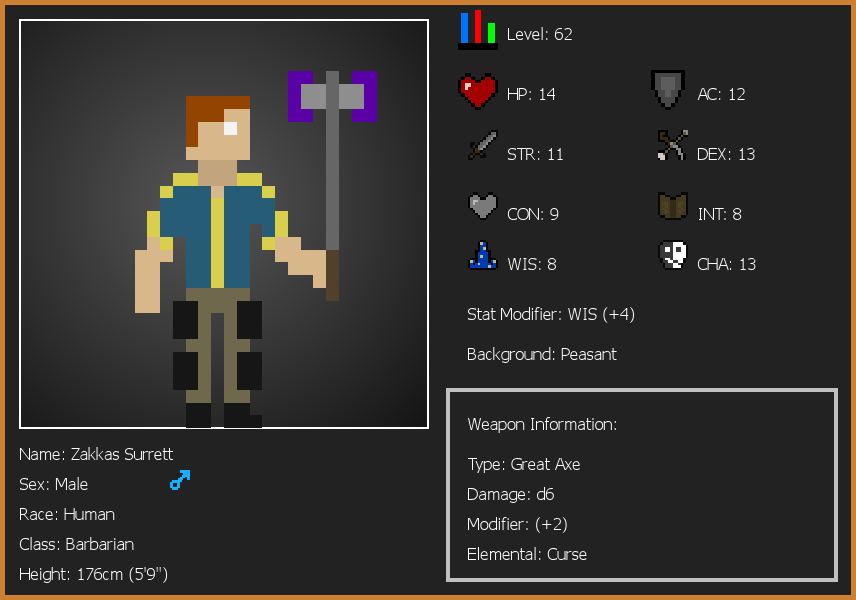 Level: 62
HP: 14
AC: 12
STR: 11
DEX: 13
CON: 9
INT: 8
WIS: 8
CHA: 13
Stat Modifier: WIS (+4)
Background: Peasant
Weapon Information:
Type: Great Axe
Damage: d6
Modifier: (+2)
Elemental: Curse
Name: Zakkas Surrett
Sex: Male
Race: Human
Class: Barbarian
Height: 176cm (5'9")